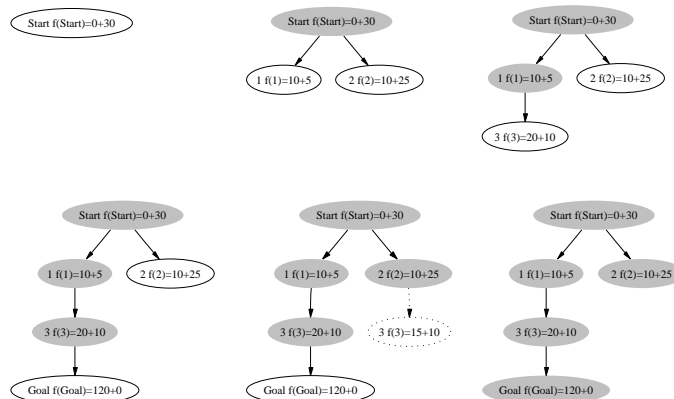 Start f(Start)=0+30
Start f(Start)=0+30
1 f(1)=10+5
2 f(2)=10+25
Start f(Start)=0+30
1 f(1)=10+5
2 f(2)=10+25
3 f(3)=20+10
Start f(Start)=0+30
1 f(1)=10+5
2 f(2)=10+25
3 f(3)=20+10
Goal f(Goal)=120+0
Start f(Start)=0+30
1 f(1)=10+5
2 f(2)=10+25
3 f(3)=20+10
3 f(3)=15+10
Goal f(Goal)=120+0
Start f(Start)=0+30
1 f(1)=10+5
2 f(2)=10+25
3 f(3)=20+10
Goal f(Goal)=120+0